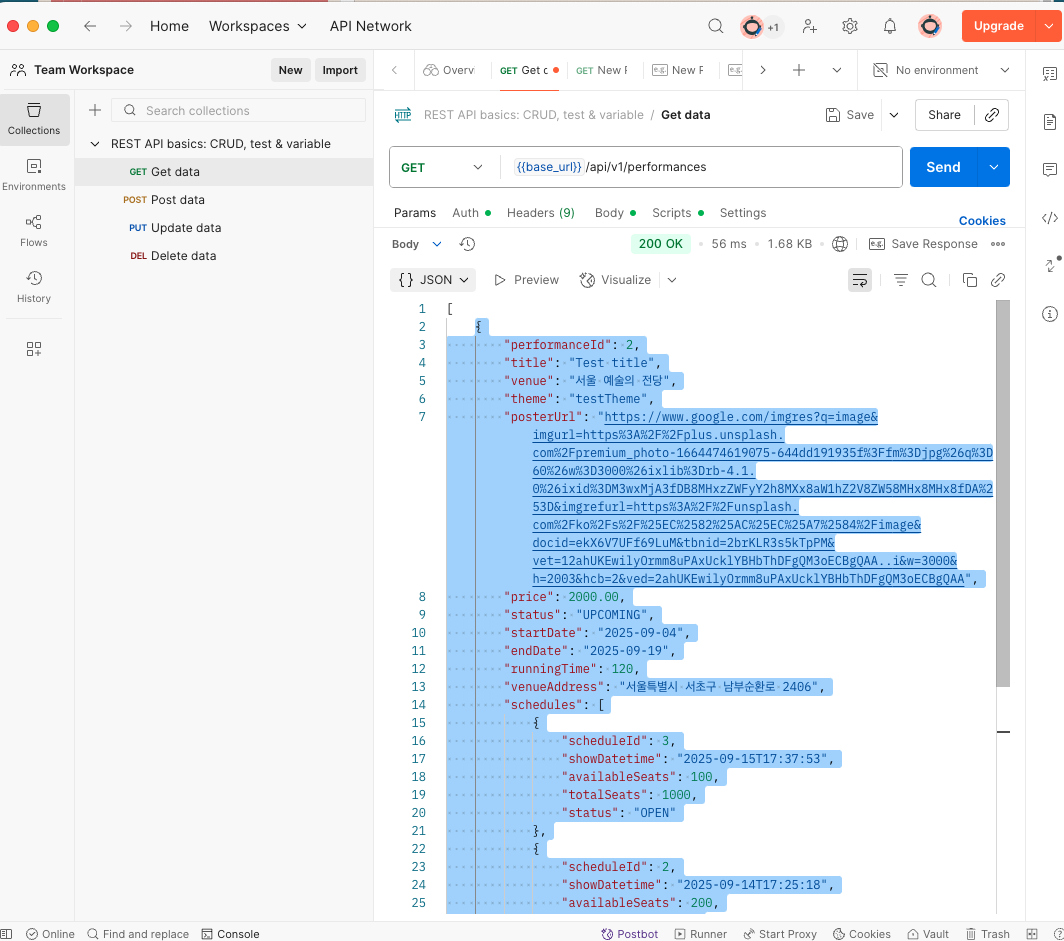 Home Workspaces API Network +1 Upgrade
Team Workspace New Import Overv GET Get d GET New F e.g. New F e.g. No environment
Search collections
Collections
REST API basics: CRUD, test & variable
GET Get data
POST Post data
PUT Update data
DEL Delete data
Environments
Flows
History
HTTP REST API basics: CRUD, test & variable / Get data Save Share
GET {{base_url}}/api/v1/performances Send
Params Auth Headers (9) Body Scripts Settings Cookies
Body 200 OK 56 ms 1.68 KB e.g. Save Response
{} JSON Preview Visualize
1 [
2 {
3 "performanceId": 2,
4 "title": "Test title",
5 "venue": "서울 예술의 전당",
6 "theme": "testTheme",
7 "posterUrl": "https://www.google.com/imgres?q=image&
imgurl=https%3A%2F%2Fplus.unsplash.
com%2Fpremium_photo-1664474619075-644dd191935f%3Ffm%3Djpg%26q%3D
60%26w%3D3000%26ixlib%3Drb-4.1.
0%26ixid%3DM3wxMjA3fDB8MHxzZWFyY2h8MXx8aW1hZ2V8ZW58MHx8MHx8fDA%2
53D&imgrefurl=https%3A%2F%2Funsplash.
com%2Fko%2Fs%2F%25EC%2582%25AC%25EC%25A7%2584%2Fimage&
docid=ekX6V7UFf69LuM&tbnid=2brKLR3s5kTpPM&
vet=12ahUKEwilyOrmm8uPAxUcklYBHbThDFgQM3oECBgQAA..i&w=3000&
h=2003&hcb=2&ved=2ahUKEwilyOrmm8uPAxUcklYBHbThDFgQM3oECBgQAA",
8 "price": 2000.00,
9 "status": "UPCOMING",
10 "startDate": "2025-09-04",
11 "endDate": "2025-09-19",
12 "runningTime": 120,
13 "venueAddress": "서울특별시 서초구 남부순환로 2406",
14 "schedules": [
15 {
16 "scheduleId": 3,
17 "showDatetime": "2025-09-15T17:37:53",
18 "availableSeats": 100,
19 "totalSeats": 1000,
20 "status": "OPEN"
21 },
22 {
23 "scheduleId": 2,
24 "showDatetime": "2025-09-14T17:25:18",
25 "availableSeats": 200,
Online Find and replace Console Postbot Runner Start Proxy Cookies Vault Trash